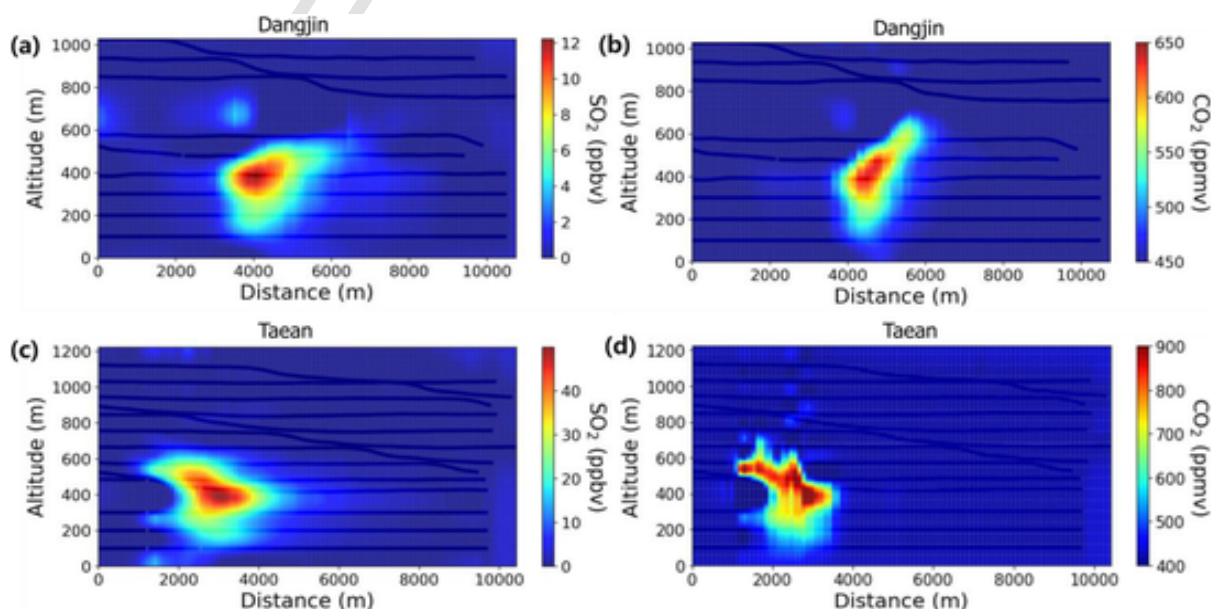 Dangjin
(a)
1000
800
600
400
200
0
Altitude (m)
0 2000 4000 6000 8000 10000
Distance (m)
12
10
8
6
4
2
0
SO₂ (ppbv)
Dangjin
(b)
1000
800
600
400
200
0
Altitude (m)
0 2000 4000 6000 8000 10000
Distance (m)
650
600
550
500
450
CO₂ (ppmv)
Taean
(c)
1200
1000
800
600
400
200
0
Altitude (m)
0 2000 4000 6000 8000 10000
Distance (m)
40
30
20
10
0
SO₂ (ppbv)
Taean
(d)
1200
1000
800
600
400
200
0
Altitude (m)
0 2000 4000 6000 8000 10000
Distance (m)
900
800
700
600
500
400
CO₂ (ppmv)